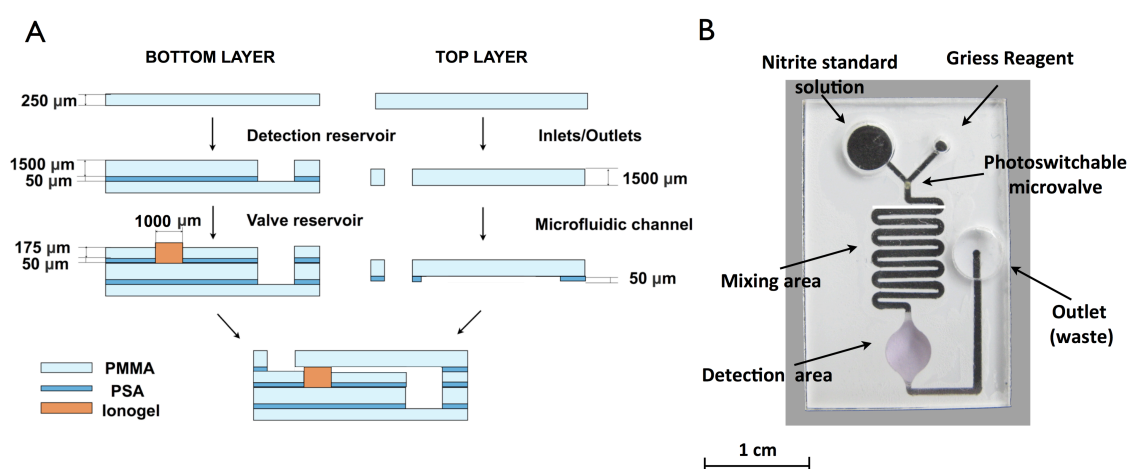 A
BOTTOM LAYER
TOP LAYER
250 µm
Detection reservoir
Inlets/Outlets
1500 µm
50 µm
1500 µm
1000 µm
Valve reservoir
Microfluidic channel
175 µm
50 µm
50 µm
PMMA
PSA
Ionogel
B
Nitrite standard
solution
Griess Reagent
Photoswitchable
microvalve
Mixing area
Outlet
(waste)
Detection area
1 cm